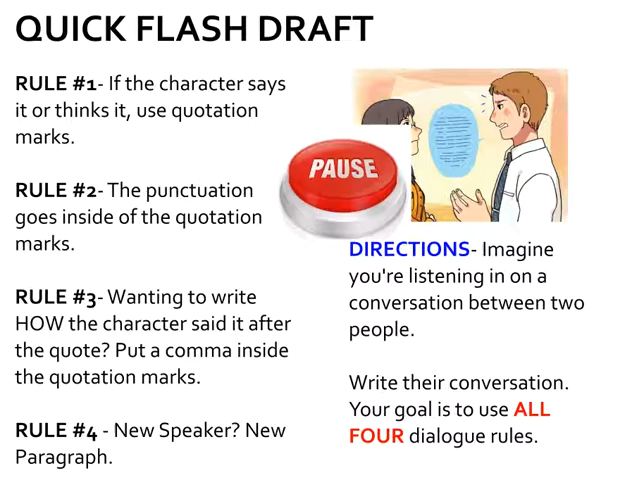 QUICK FLASH DRAFT
RULE #1- If the character says
it or thinks it, use quotation
marks.
RULE #2- The punctuation
goes inside of the quotation
marks.
RULE #3- Wanting to write
HOW the character said it after
the quote? Put a comma inside
the quotation marks.
RULE #4 - New Speaker? New
Paragraph.
PAUSE
DIRECTIONS- Imagine
you're listening in on a
conversation between two
people.
Write their conversation.
Your goal is to use ALL
FOUR dialogue rules.